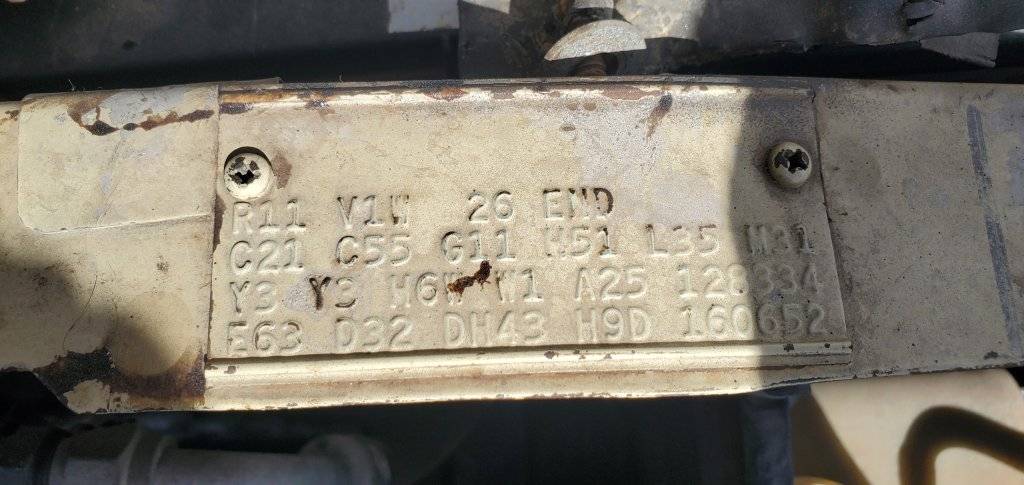 R11 V1W 26 END
C21 C55 G11 H51 L35 M31
Y3 Y3 H6W W1 A25 128334
E63 D32 DH43 H9D 160652